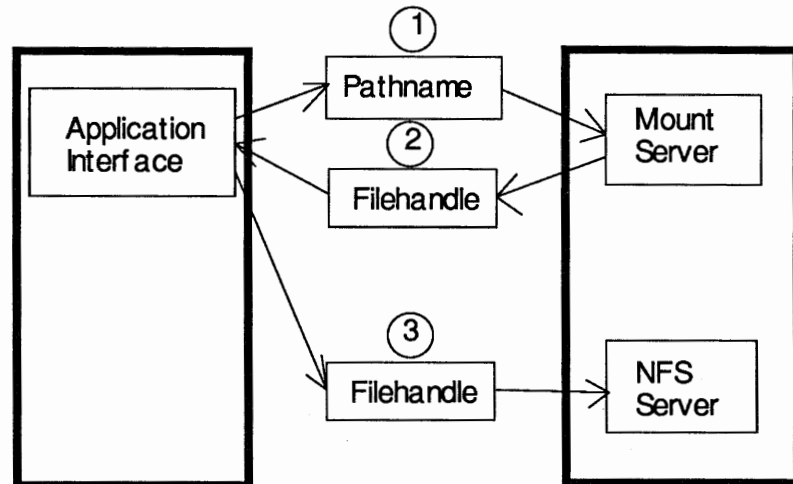 1
Pathname
Application
Interface
Mount
Server
2
Filehandle
3
Filehandle
NFS
Server